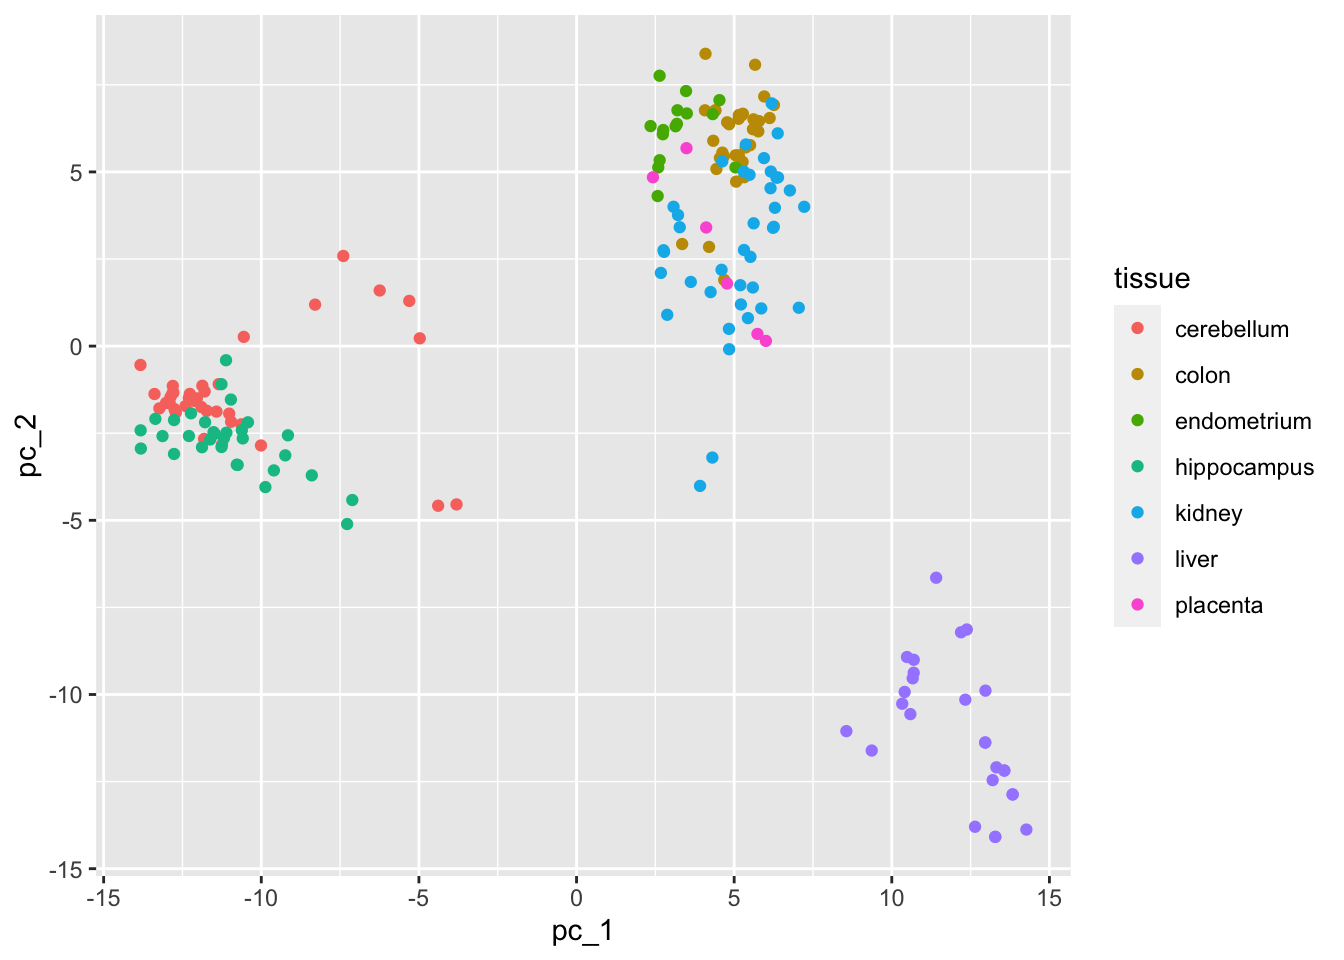 pc_2
5
0
-5
-10
-15
-15 -10 -5 0 5 10 15
pc_1
tissue
cerebellum
colon
endometrium
hippocampus
kidney
liver
placenta